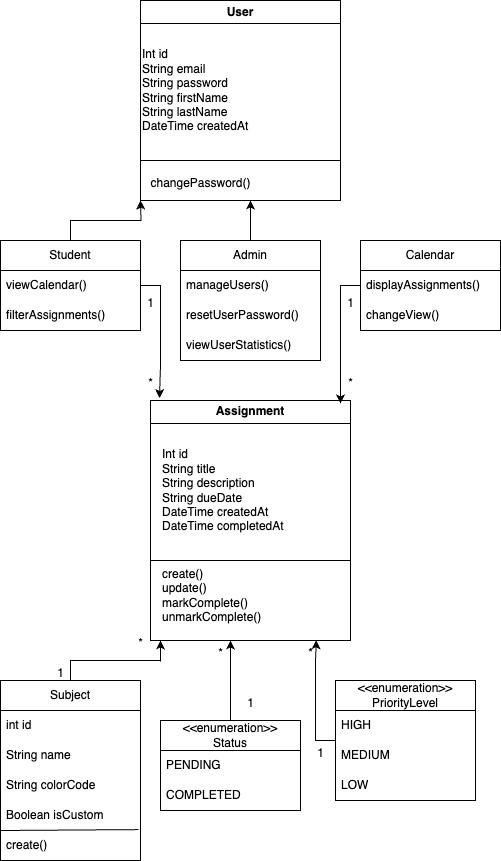 User
Int id
String email
String password
String firstName
String lastName
DateTime createdAt
changePassword()
Student
viewCalendar()
filterAssignments()
Admin
manageUsers()
resetUserPassword()
viewUserStatistics()
Calendar
displayAssignments()
changeView()
1
1
*
*
Assignment
Int id
String title
String description
String dueDate
DateTime createdAt
DateTime completedAt
create()
update()
markComplete()
unmarkComplete()
*
*
*
1
1
1
Subject
int id
String name
String colorCode
Boolean isCustom
create()
<<enumeration>>
Status
PENDING
COMPLETED
<<enumeration>>
PriorityLevel
HIGH
MEDIUM
LOW